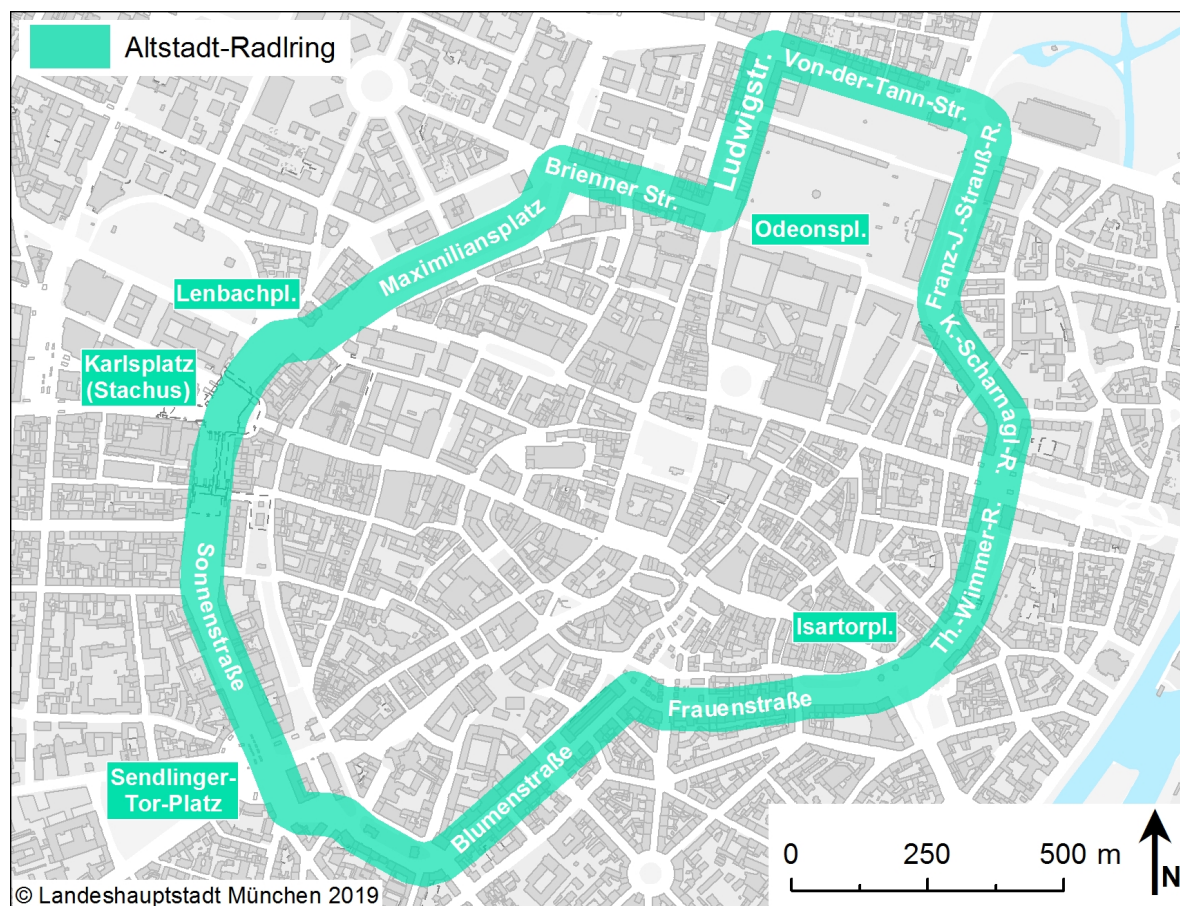 Altstadt-Radlring
Von-der-Tann-Str.
Ludwigstr.
Brienner Str.
Franz-J.-Strauß-R.
Maximiliansplatz
Odeonspl.
Lenbachpl.
K.-Scharnagl-R.
Karlsplatz
(Stachus)
Sonnenstraße
Th.-Wimmer-R.
Isartorpl.
Frauenstraße
Sendlinger-
Tor-Platz
Blumenstraße
0 250 500 m
N
© Landeshauptstadt München 2019